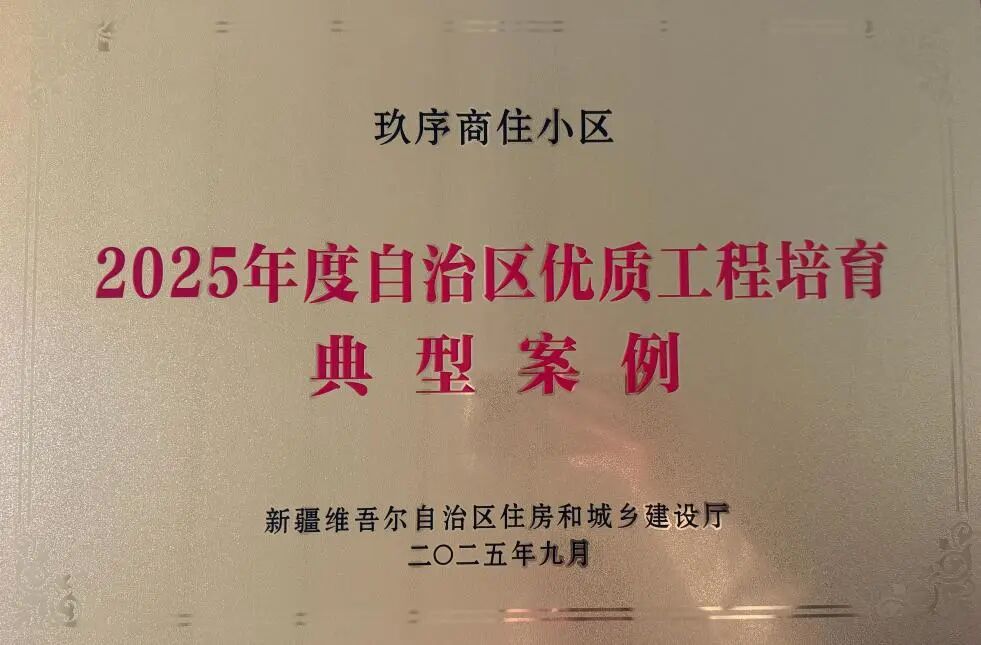 玖序商住小区
2025年度自治区优质工程培育
典型案例
新疆维吾尔自治区住房和城乡建设厅
二〇二五年九月